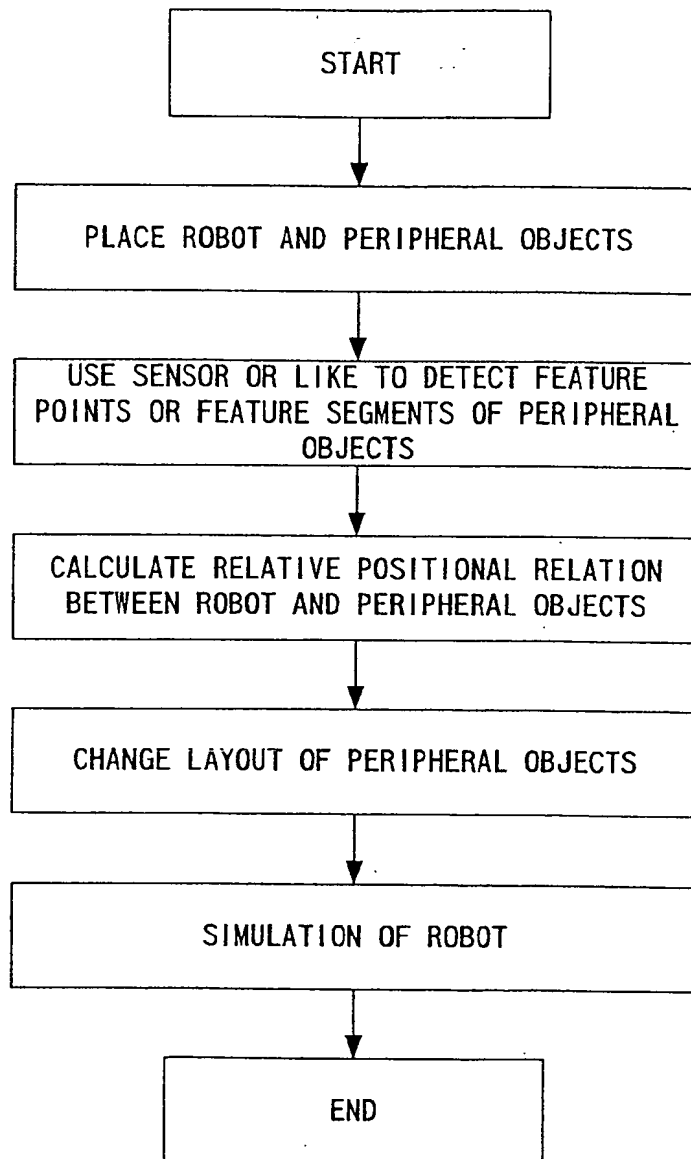 START
PLACE ROBOT AND PERIPHERAL OBJECTS
USE SENSOR OR LIKE TO DETECT FEATURE
POINTS OR FEATURE SEGMENTS OF PERIPHERAL
OBJECTS
CALCULATE RELATIVE POSITIONAL RELATION
BETWEEN ROBOT AND PERIPHERAL OBJECTS
CHANGE LAYOUT OF PERIPHERAL OBJECTS
SIMULATION OF ROBOT
END